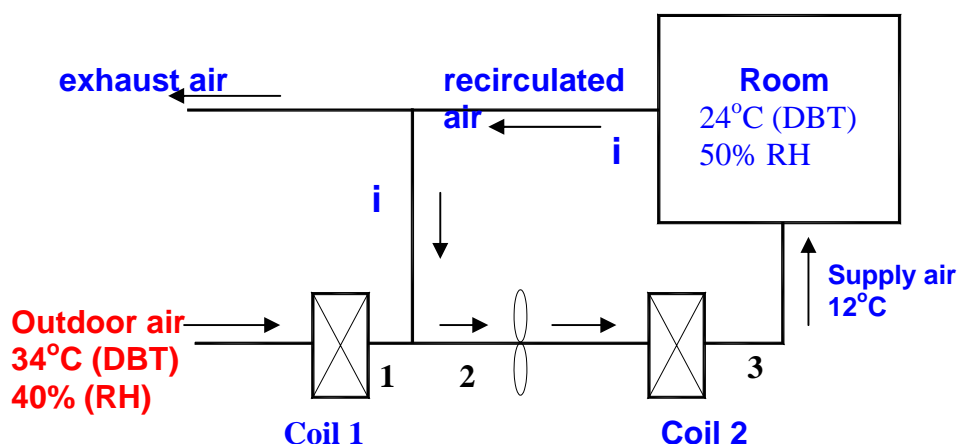 exhaust air
recirculated
air
i
Room
24°C (DBT)
50% RH
i
Supply air
12°C
Outdoor air
34°C (DBT)
40% (RH)
1
2
3
Coil 1
Coil 2